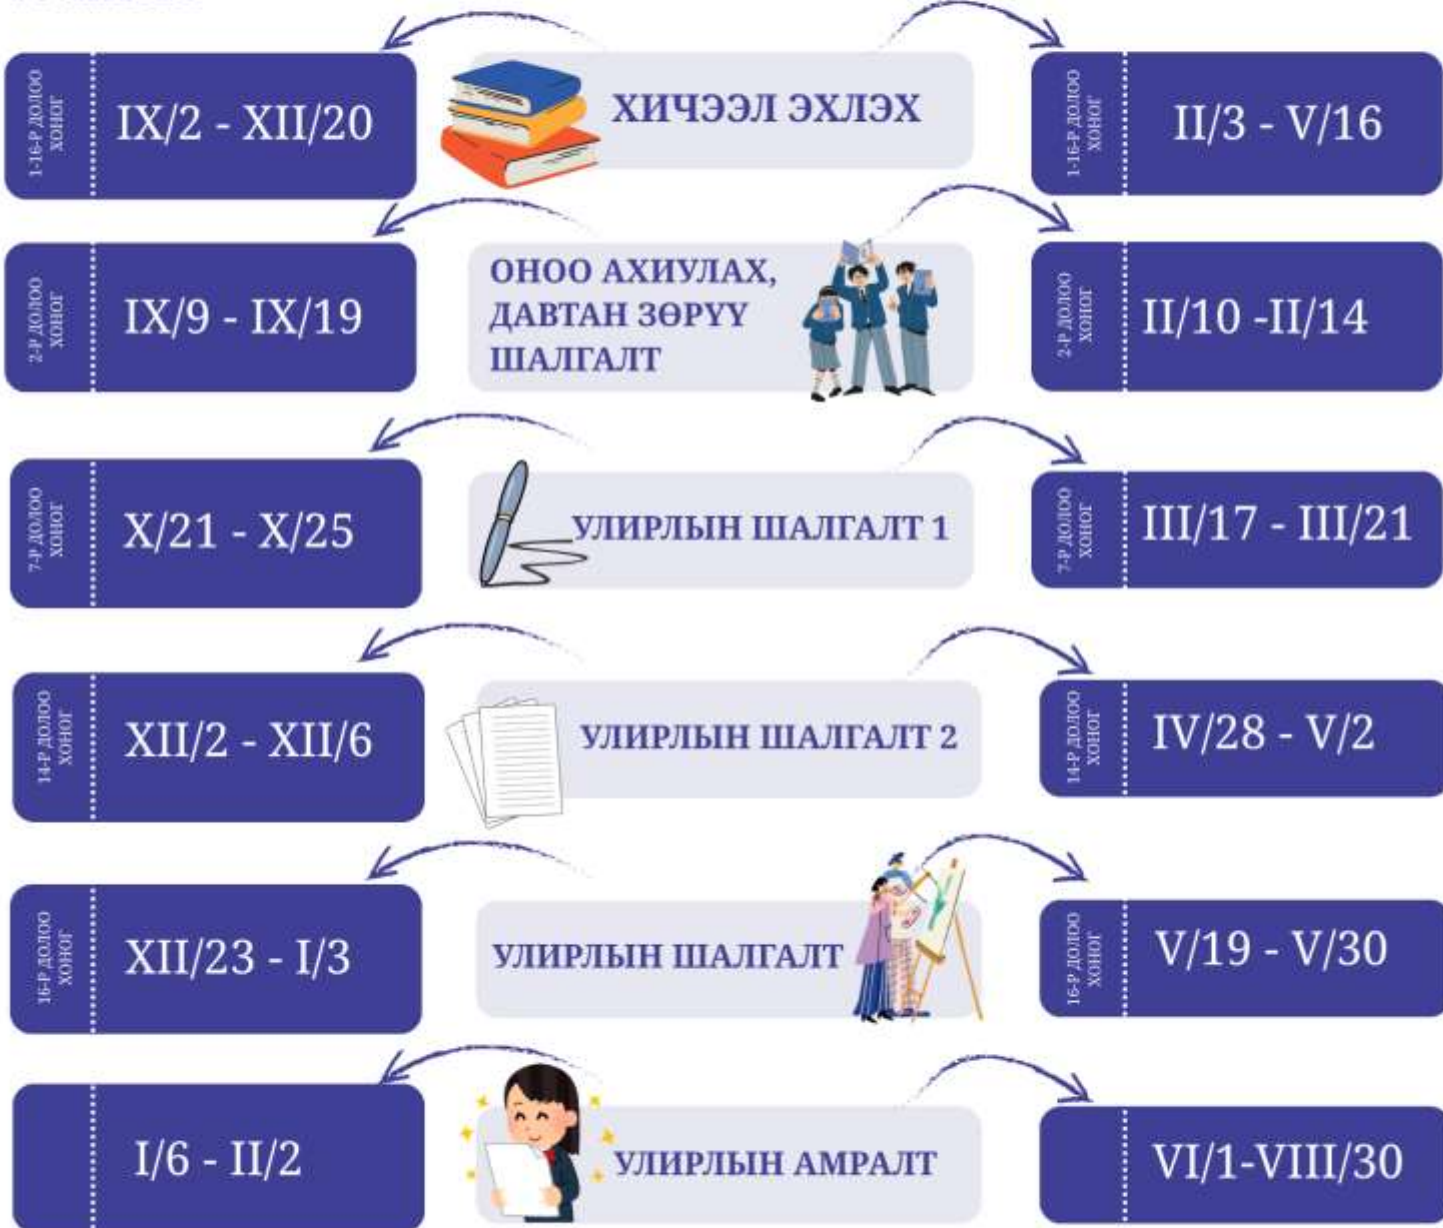 1-16-Р ДОЛОО
ХОНОГ
IX/2 - XII/20
ХИЧЭЭЛ ЭХЛЭХ
1-16-Р ДОЛОО
ХОНОГ
II/3 - V/16
2-Р ДОЛОО
ХОНОГ
IX/9 - IX/19
ОНОО АХИУЛАХ,
ДАВТАН ЗӨРҮҮ
ШАЛГАЛТ
2-Р ДОЛОО
ХОНОГ
II/10 -II/14
7-Р ДОЛОО
ХОНОГ
X/21 - X/25
УЛИРЛЫН ШАЛГАЛТ 1
7-Р ДОЛОО
ХОНОГ
III/17 - III/21
14-Р ДОЛОО
ХОНОГ
XII/2 - XII/6
УЛИРЛЫН ШАЛГАЛТ 2
14-Р ДОЛОО
ХОНОГ
IV/28 - V/2
16-Р ДОЛОО
ХОНОГ
XII/23 - I/3
УЛИРЛЫН ШАЛГАЛТ
16-Р ДОЛОО
ХОНОГ
V/19 - V/30
I/6 - II/2
УЛИРЛЫН АМРАЛТ
VI/1-VIII/30